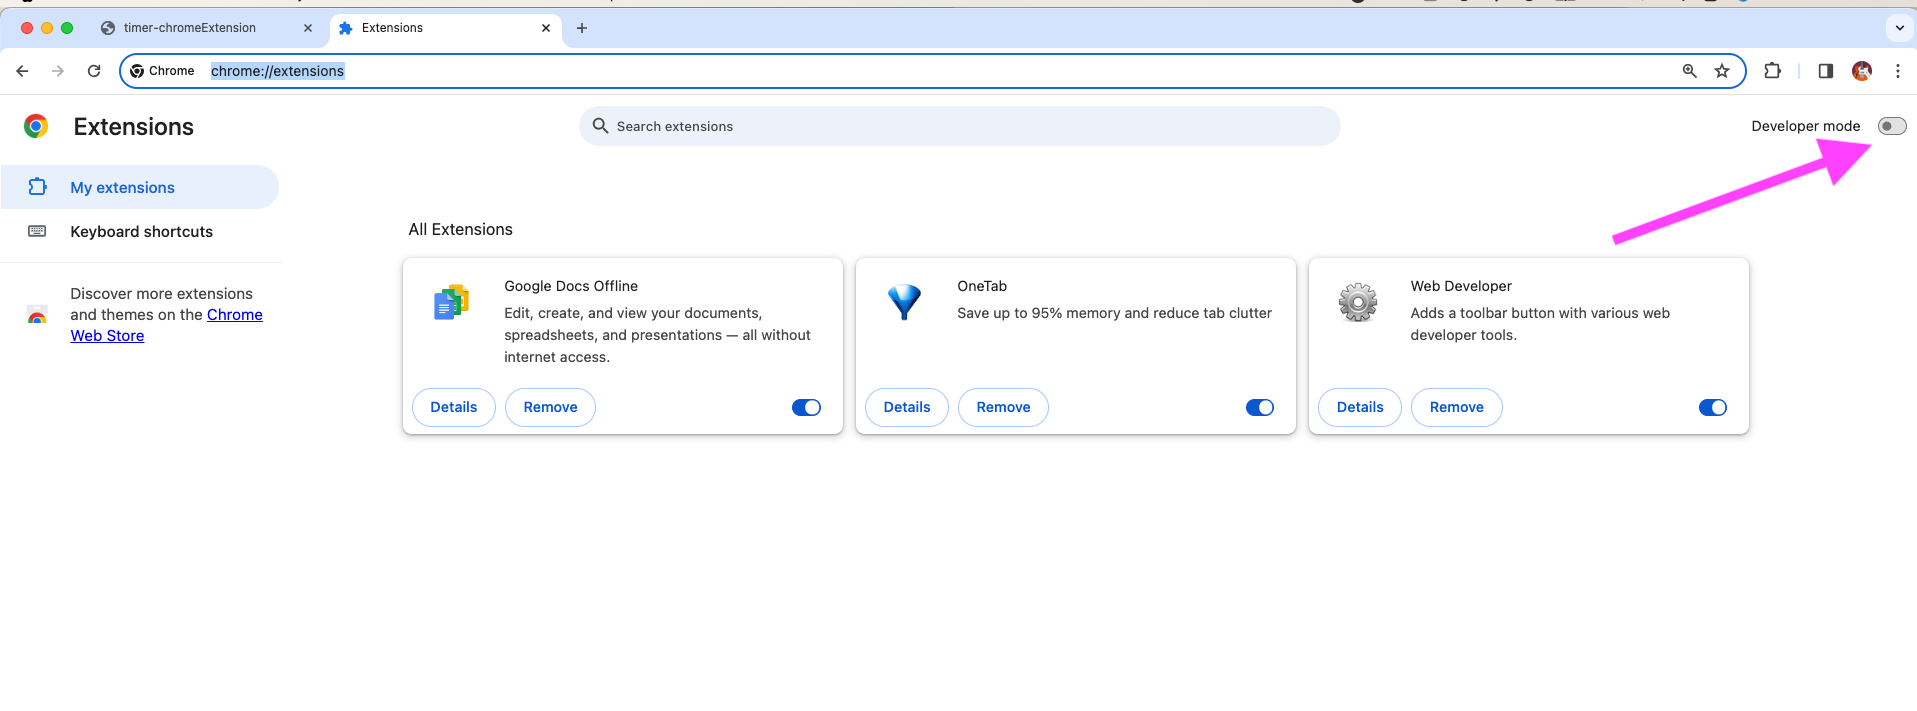 timer-chromeExtension
Extensions
Chrome
chrome://extensions
Extensions
Search extensions
Developer mode
My extensions
Keyboard shortcuts
Discover more extensions
and themes on the Chrome
Web Store
All Extensions
Google Docs Offline
Edit, create, and view your documents,
spreadsheets, and presentations — all without
internet access.
Details
Remove
OneTab
Save up to 95% memory and reduce tab clutter
Details
Remove
Web Developer
Adds a toolbar button with various web
developer tools.
Details
Remove